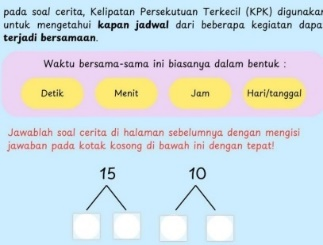 pada soal cerita, Kelipatan Persekutuan Terkecil (KPK) digunakan
untuk mengetahui kapan jadwal dari beberapa kegiatan dapa
terjadi bersamaan.
Waktu bersama-sama ini biasanya dalam bentuk :
Detik Menit Jam Hari/tanggal
Jawablah soal cerita di halaman sebelumnya dengan mengisi
jawaban pada kotak kosong di bawah ini dengan tepat!
15 10